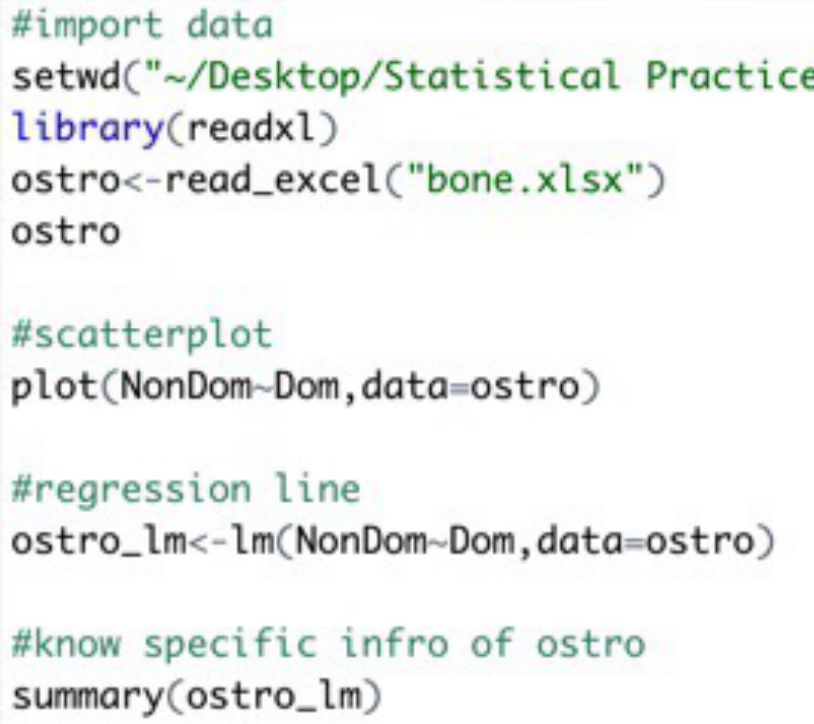 #import data
setwd("~/Desktop/Statistical Practice
library(readxl)
ostro<-read_excel("bone.xlsx")
ostro
#scatterplot
plot(NonDom~Dom,data=ostro)
#regression line
ostro_lm<-lm(NonDom~Dom,data=ostro)
#know specific infro of ostro
summary(ostro_lm)